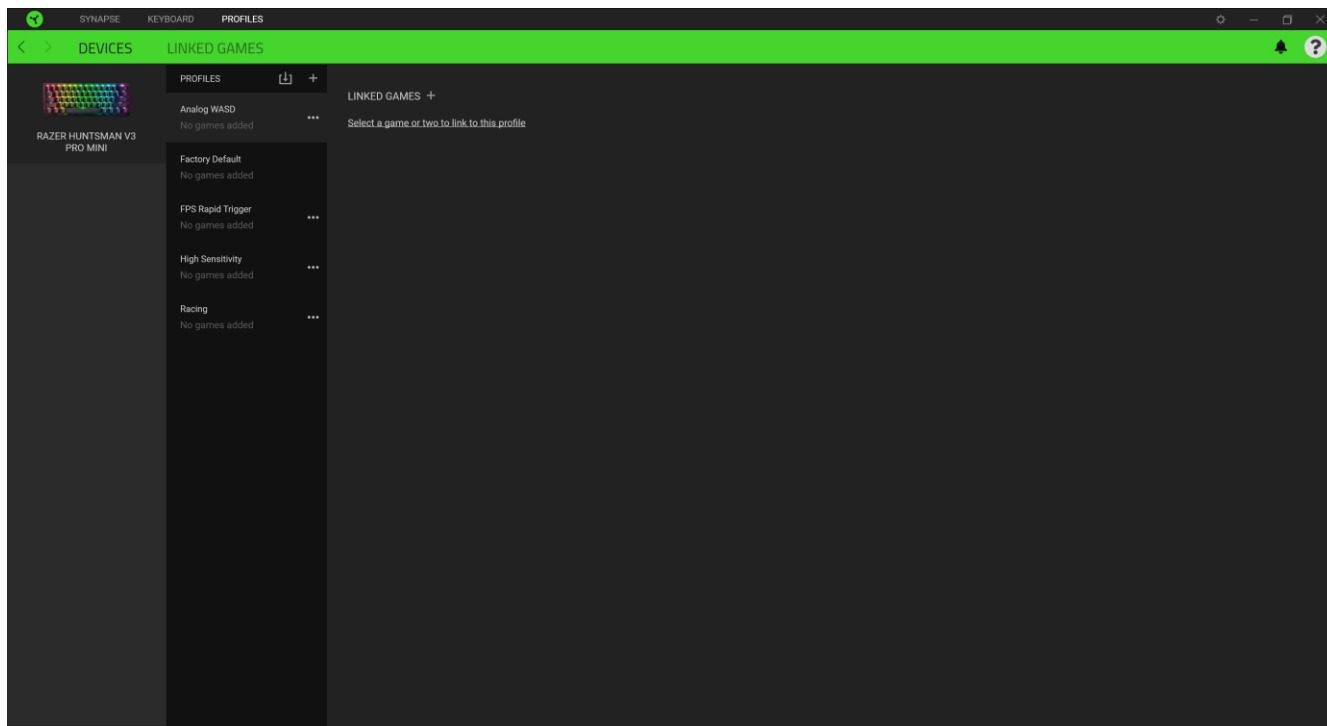 SYNAPSE KEYBOARD PROFILES
DEVICES LINKED GAMES
?
RAZER HUNTSMAN V3
PRO MINI
PROFILES
Analog WASD
No games added
Factory Default
No games added
FPS Rapid Trigger
No games added
High Sensitivity
No games added
Racing
No games added
LINKED GAMES +
Select a game or two to link to this profile